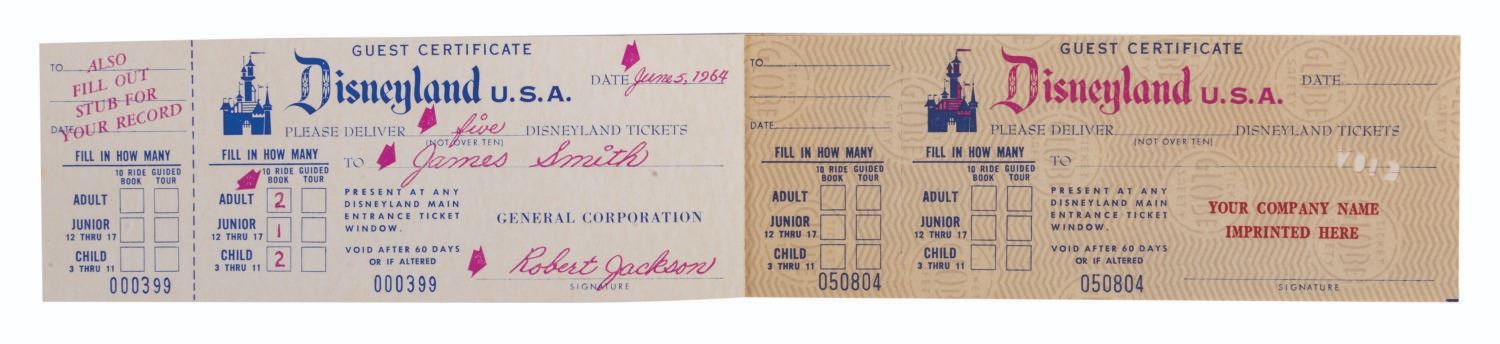 TO
ALSO
FILL OUT
STUB FOR
YOUR RECORD
DATE
FILL IN HOW MANY
10 RIDE BOOK GUIDED TOUR
ADULT
JUNIOR
12 THRU 17
CHILD
3 THRU 11
000399
GUEST CERTIFICATE
Disneyland U.S.A.
DATE June 5, 1964
PLEASE DELIVER five DISNEYLAND TICKETS
(NOT OVER TEN)
TO James Smith
FILL IN HOW MANY
10 RIDE BOOK GUIDED TOUR
ADULT 2
JUNIOR 1
12 THRU 17
CHILD 2
3 THRU 11
PRESENT AT ANY
DISNEYLAND MAIN
ENTRANCE TICKET
WINDOW.
VOID AFTER 60 DAYS
OR IF ALTERED
000399
GENERAL CORPORATION
Robert Jackson
SIGNATURE
TO
DATE
FILL IN HOW MANY
10 RIDE BOOK GUIDED TOUR
ADULT
JUNIOR
12 THRU 17
CHILD
3 THRU 11
050804
GUEST CERTIFICATE
Disneyland U.S.A.
DATE
PLEASE DELIVER DISNEYLAND TICKETS
(NOT OVER TEN)
TO
VOID
FILL IN HOW MANY
10 RIDE BOOK GUIDED TOUR
ADULT
JUNIOR
12 THRU 17
CHILD
3 THRU 11
PRESENT AT ANY
DISNEYLAND MAIN
ENTRANCE TICKET
WINDOW.
VOID AFTER 60 DAYS
OR IF ALTERED
050804
YOUR COMPANY NAME
IMPRINTED HERE
SIGNATURE